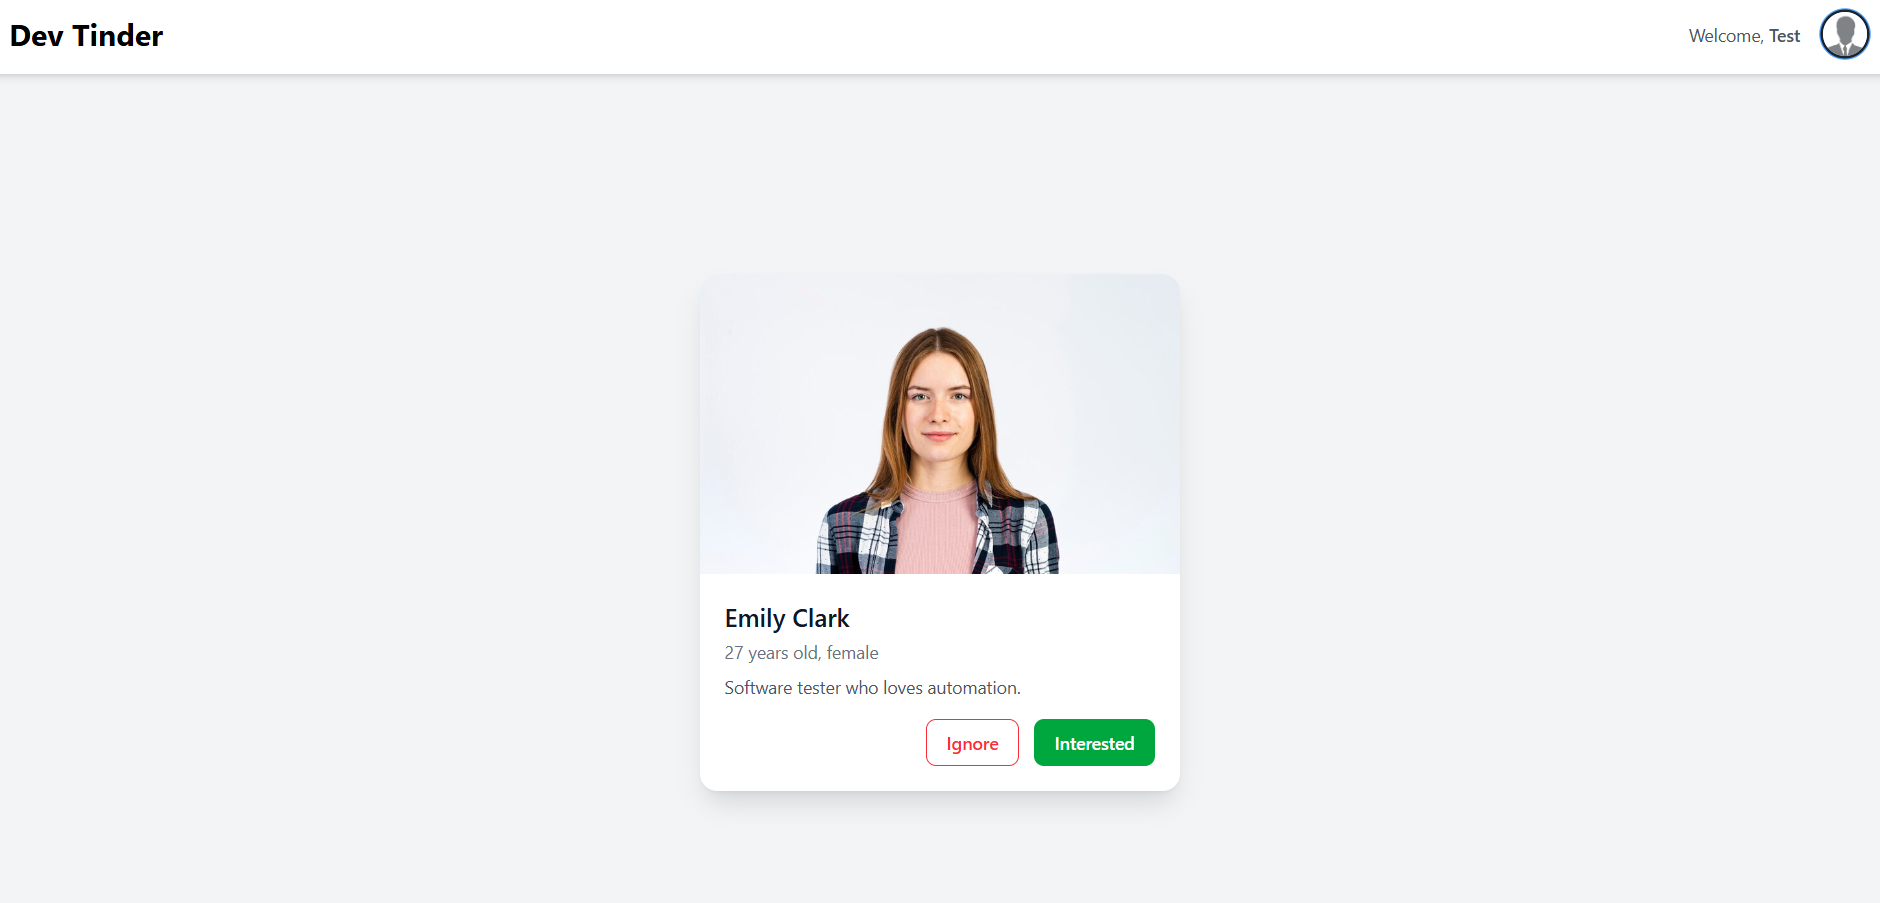 Dev Tinder
Welcome, Test
Emily Clark
27 years old, female
Software tester who loves automation.
Ignore
Interested